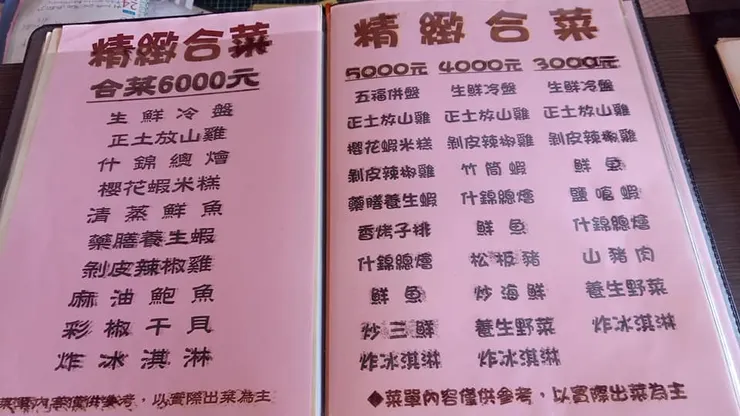 精緻合菜
合菜6000元
生鮮冷盤
正土放山雞
什錦總燴
櫻花蝦米糕
清蒸鮮魚
藥膳養生蝦
剝皮辣椒雞
麻油鮑魚
彩椒干貝
炸冰淇淋
菜單內容僅供參考，以實際出菜為主
精緻合菜
5000元 4000元 3000元
五福併盤 生鮮冷盤 生鮮冷盤
正土放山雞 正土放山雞 正土放山雞
櫻花蝦米糕 剝皮辣椒雞 剝皮辣椒雞
剝皮辣椒雞 竹筒蝦 鮮魚
藥膳養生蝦 什錦總燴 鹽嗆蝦
香烤子排 鮮魚 什錦總燴
什錦總燴 松板豬 山豬肉
鮮魚 炒海鮮 養生野菜
炒三鮮 養生野菜 炸冰淇淋
炸冰淇淋 炸冰淇淋
◆菜單內容僅供參考，以實際出菜為主